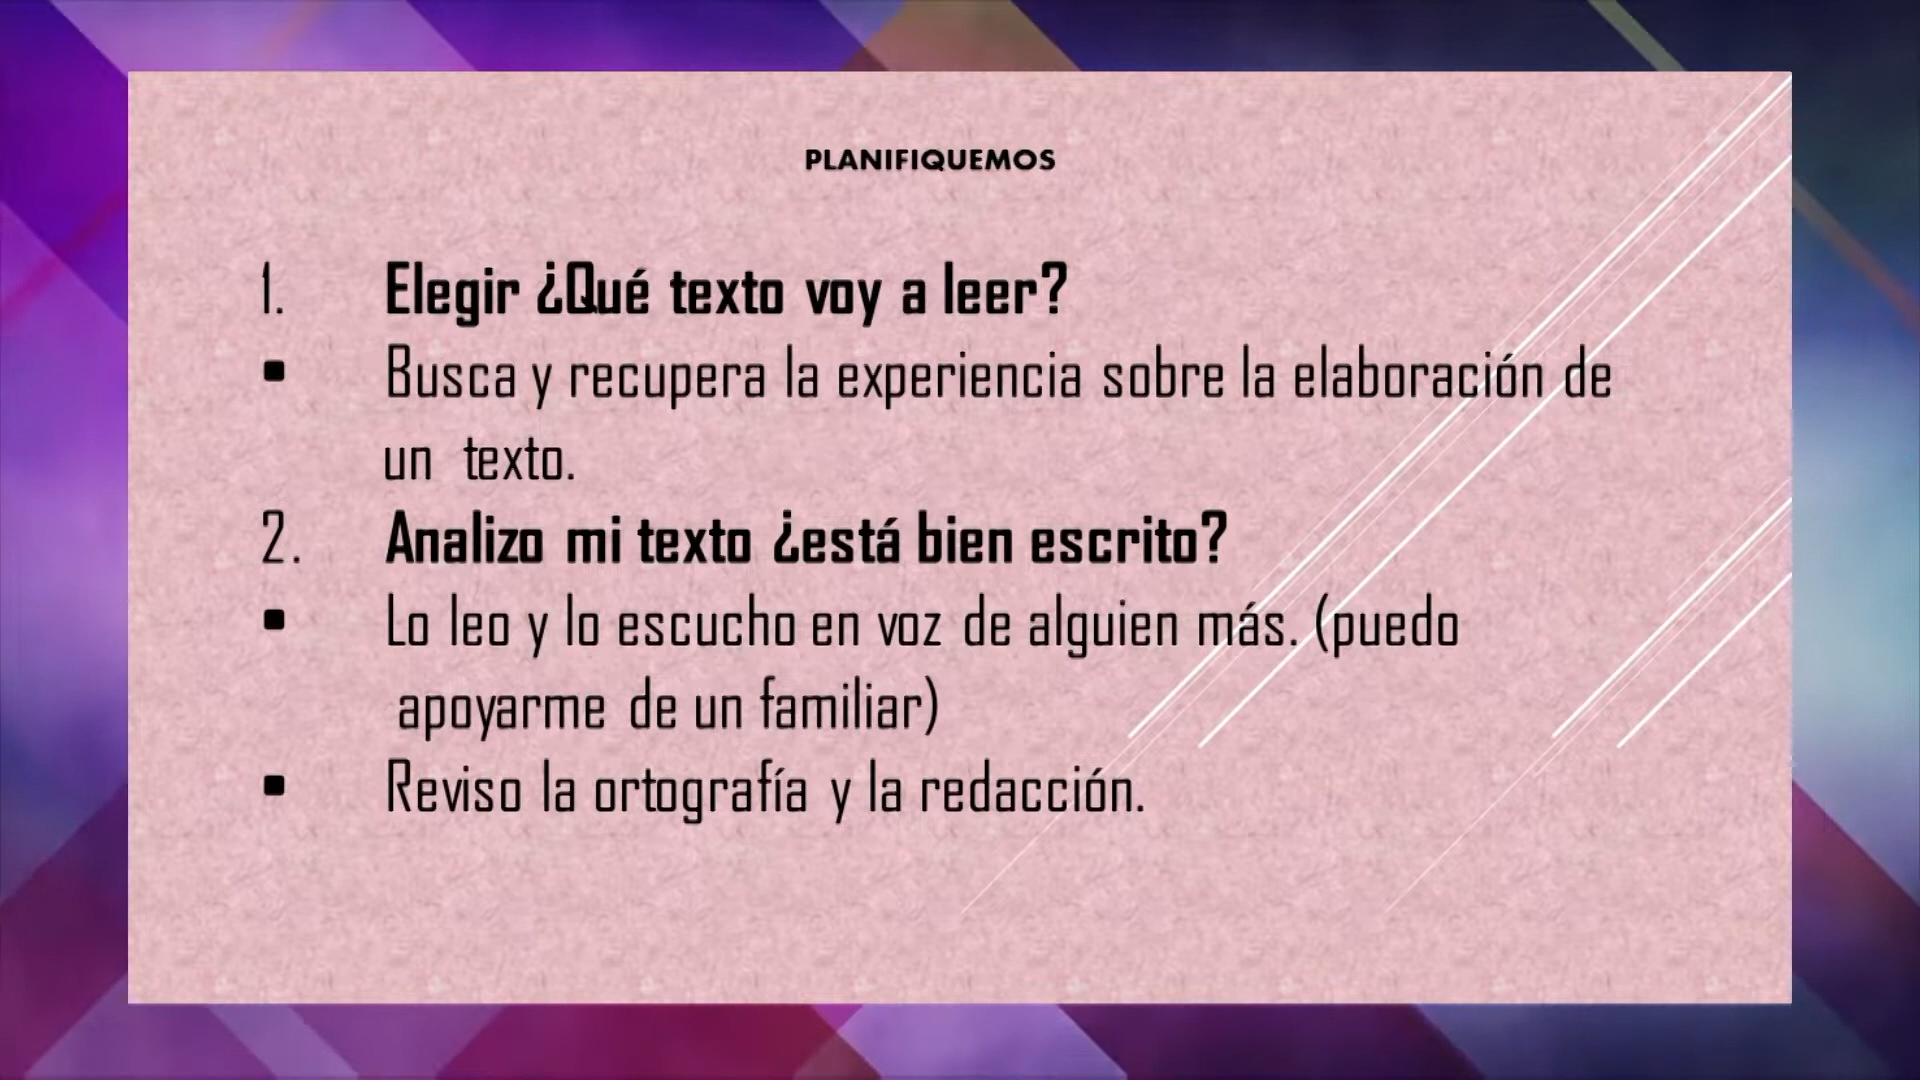 PLANIFIQUEMOS
1. Elegir ¿Qué texto voy a leer?
▪ Busca y recupera la experiencia sobre la elaboración de
un texto.
2. Analizo mi texto ¿está bien escrito?
▪ Lo leo y lo escucho en voz de alguien más. (puedo
apoyarme de un familiar)
▪ Reviso la ortografía y la redacción.